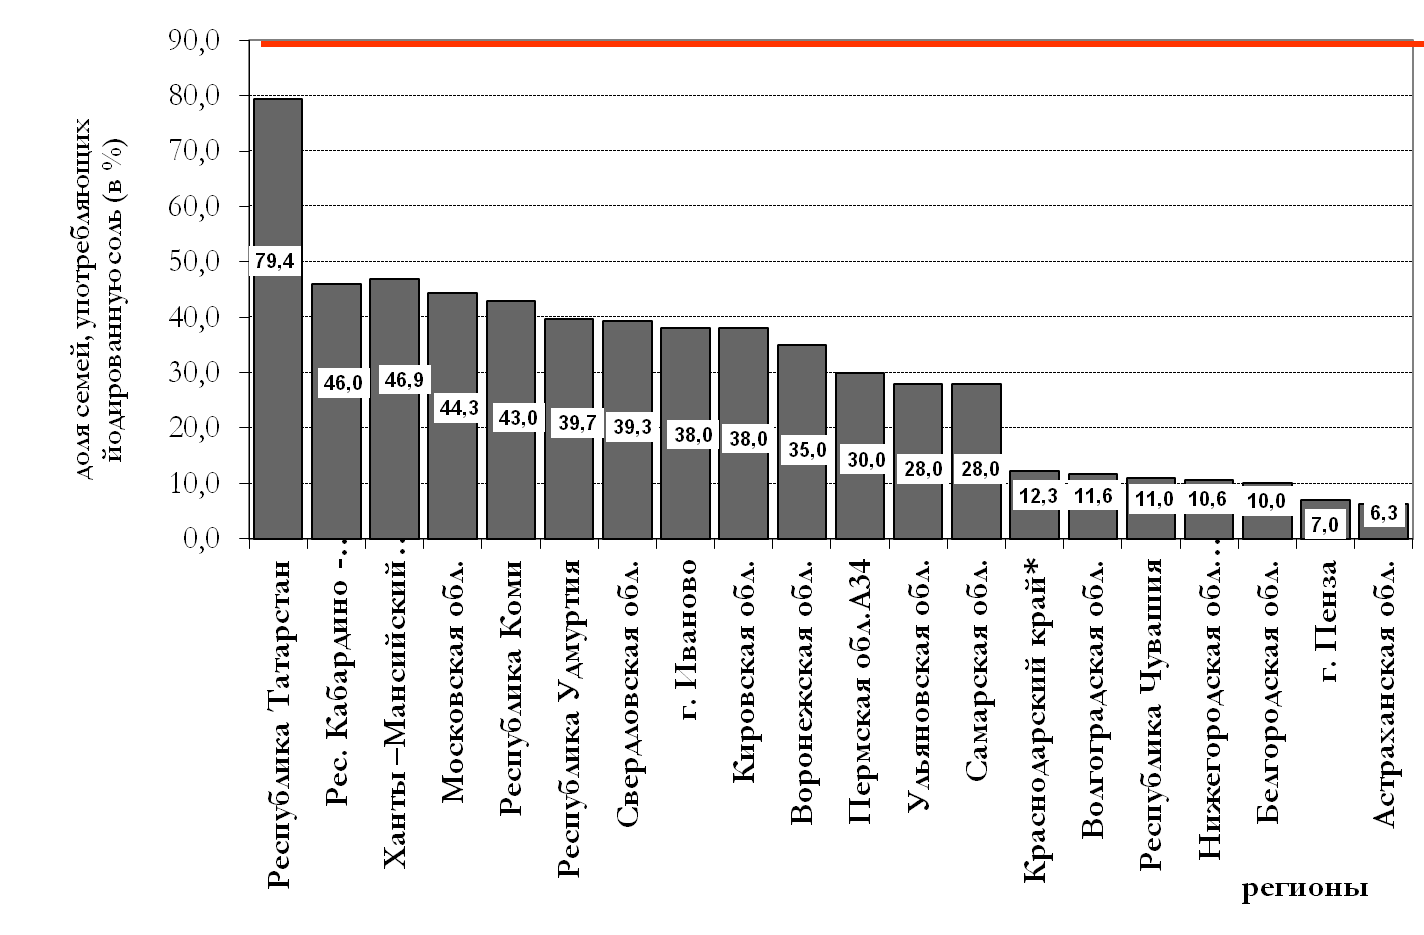 доля семей, употребляющих
йодированную соль (в %)
90,0
80,0
70,0
60,0
50,0
40,0
30,0
20,0
10,0
0,0
79,4
46,0
46,9
44,3
43,0
39,7
39,3
38,0
38,0
35,0
30,0
28,0
28,0
12,3
11,6
11,0
10,6
10,0
7,0
6,3
Республика Татарстан
Рес. Кабардино -…
Ханты –Мансийский…
Московская обл.
Республика Коми
Республика Удмуртия
Свердловская обл.
г. Иваново
Кировская обл.
Воронежская обл.
Пермская обл.А34
Ульяновская обл.
Самарская обл.
Краснодарский край*
Волгоградская обл.
Республика Чувашия
Нижегородская обл…
Белгородская обл.
г. Пенза
Астраханская обл.
регионы